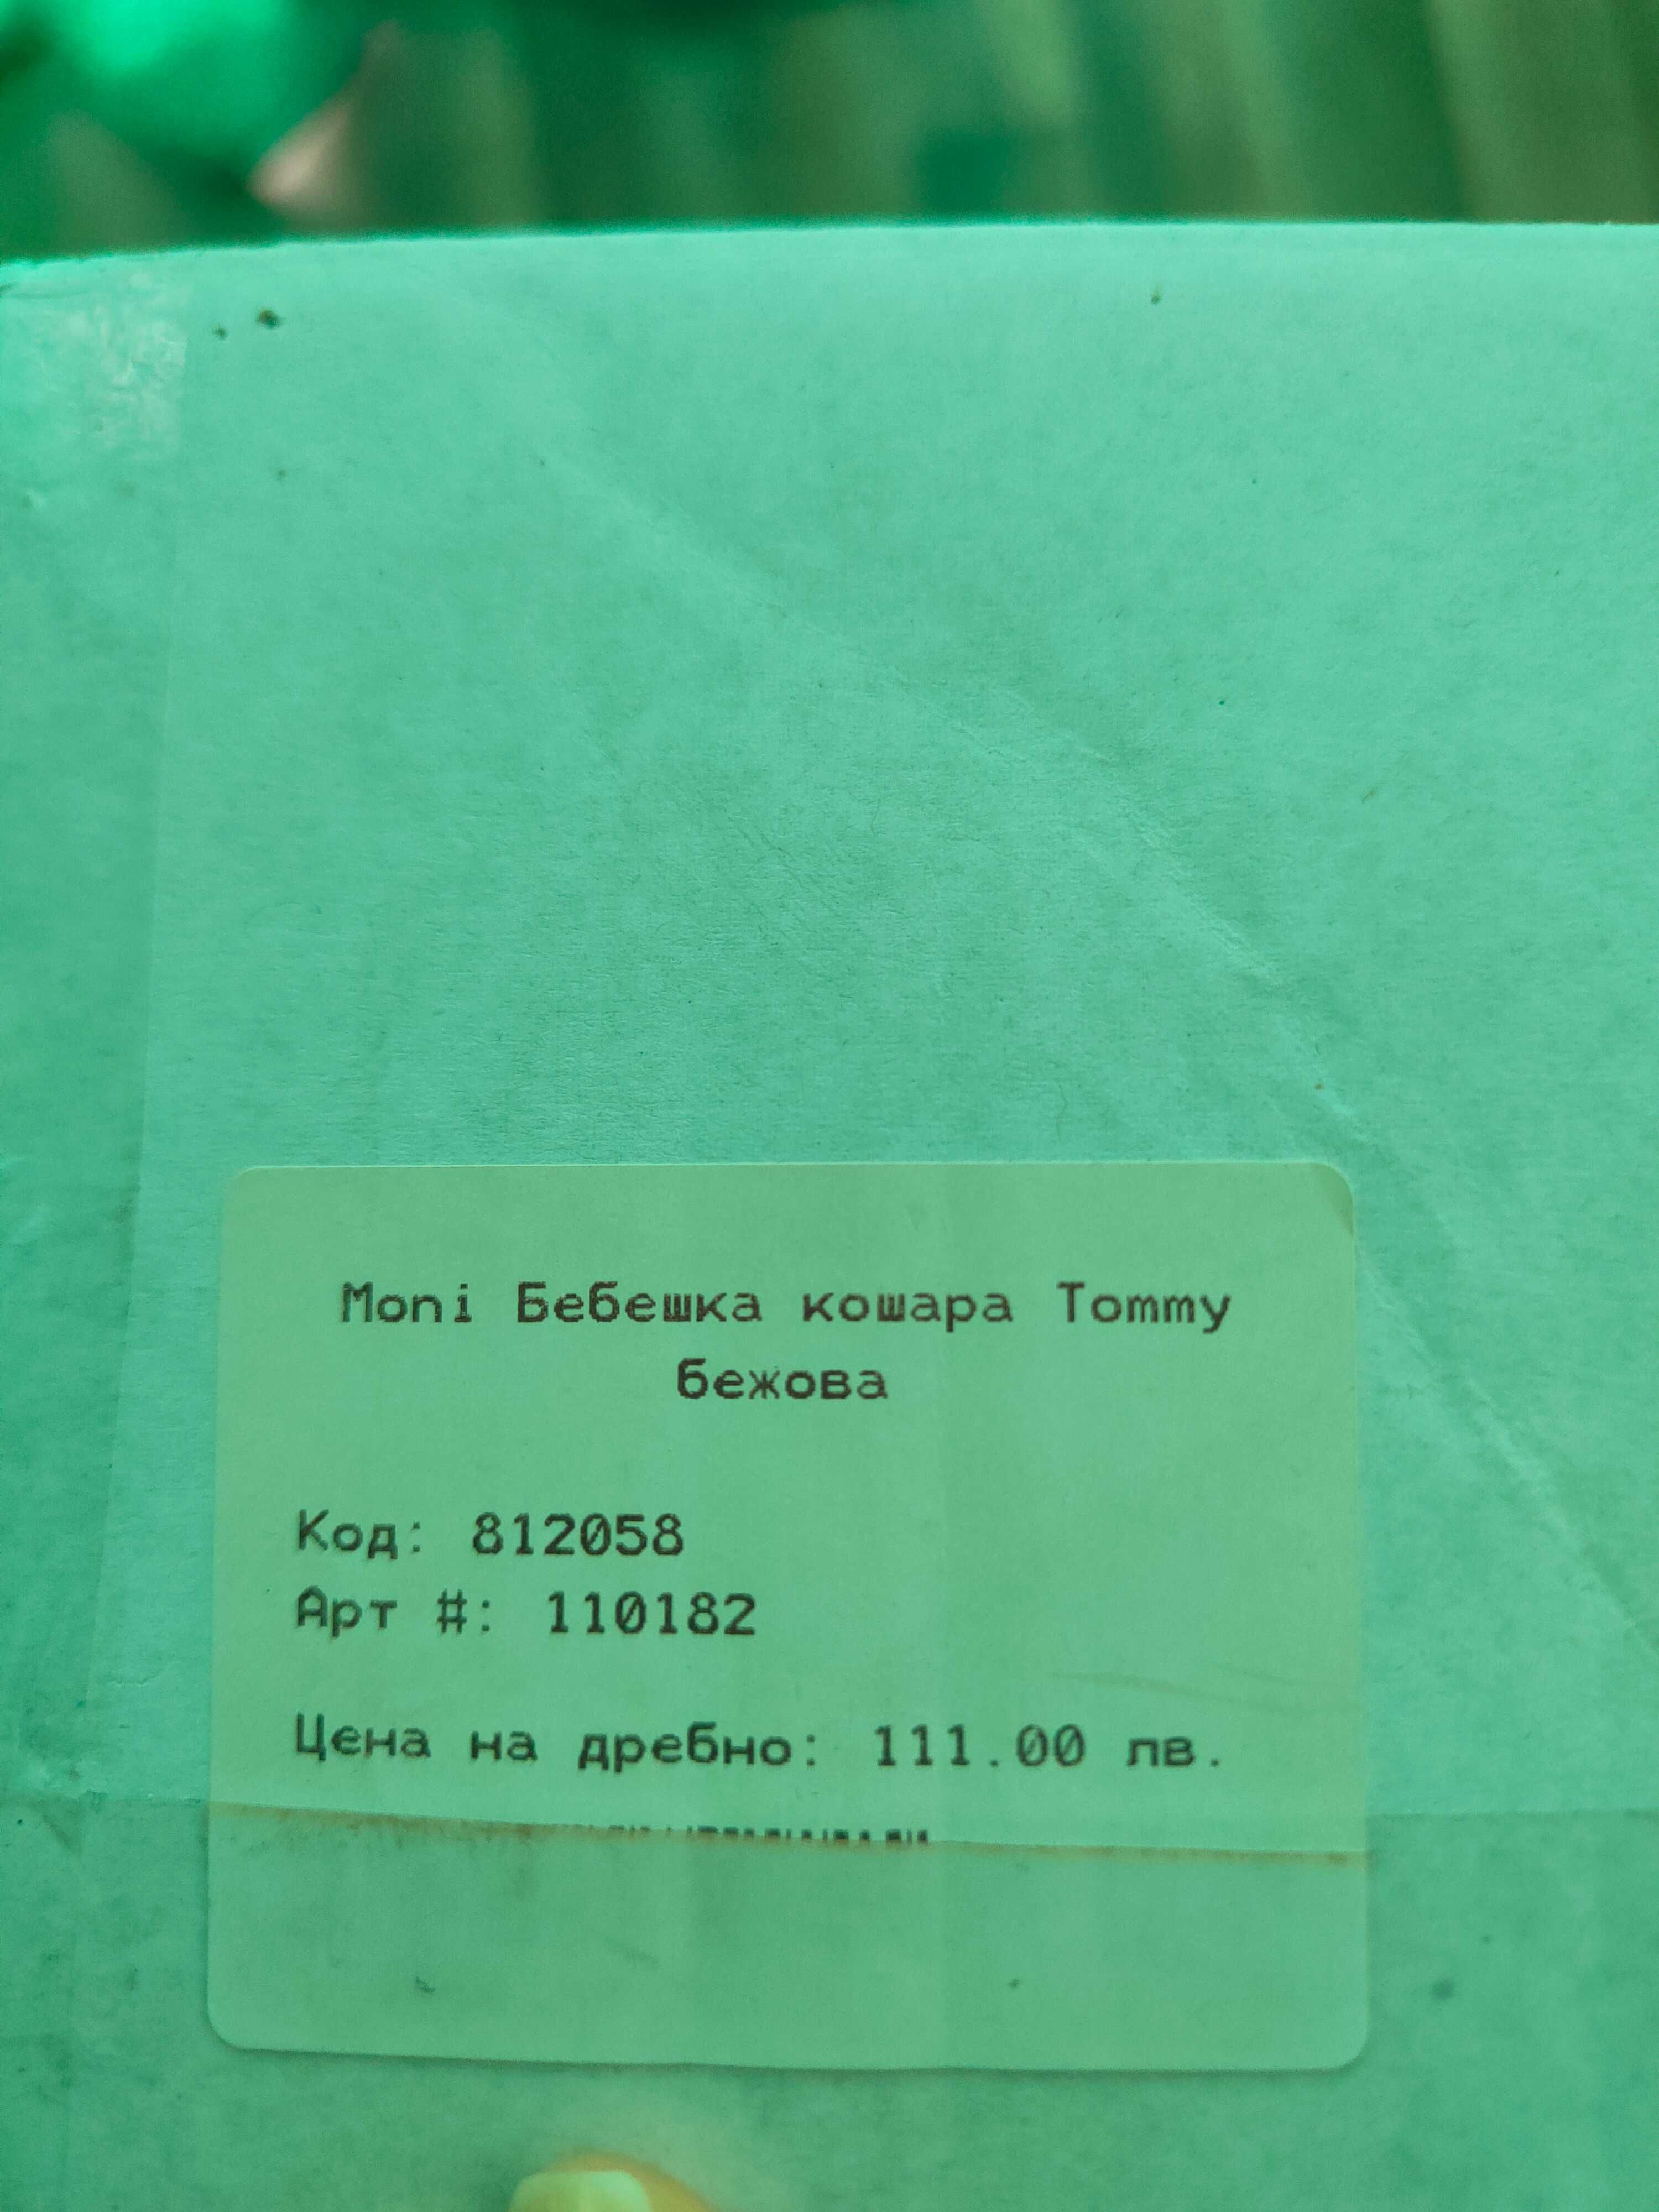 Moni Бебешка кошара Tommy
бежова
Код: 812058
Арт #: 110182
Цена на дребно: 111.00 лв.